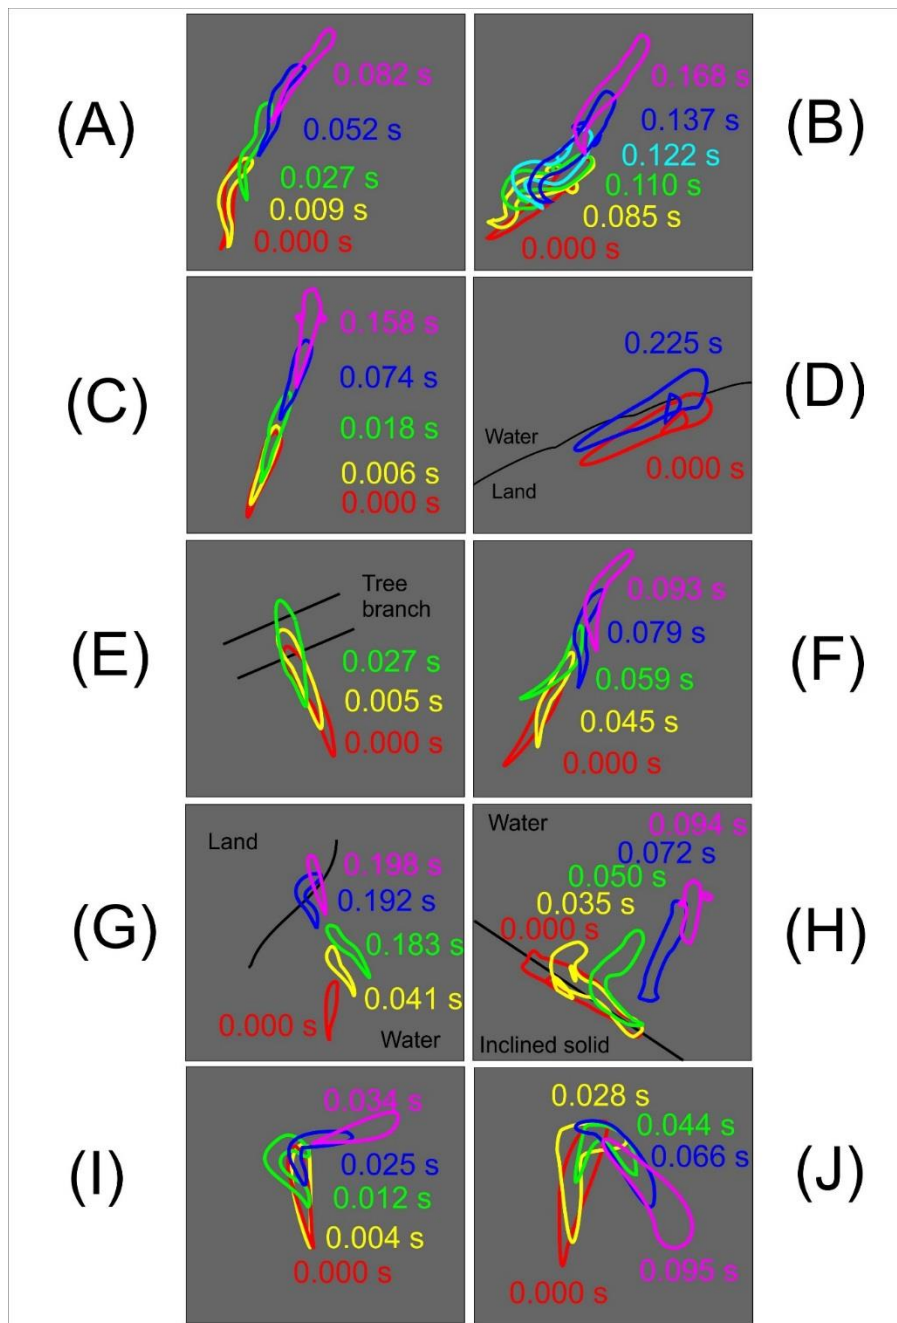 (A)
0.082 s
0.052 s
0.027 s
0.009 s
0.000 s
(B)
0.168 s
0.137 s
0.122 s
0.110 s
0.085 s
0.000 s
(C)
0.158 s
0.074 s
0.018 s
0.006 s
0.000 s
(D)
0.225 s
Water
0.000 s
Land
(E)
Tree
branch
0.027 s
0.005 s
0.000 s
(F)
0.093 s
0.079 s
0.059 s
0.045 s
0.000 s
(G)
Land
0.198 s
0.192 s
0.183 s
0.041 s
0.000 s
Water
(H)
Water
0.094 s
0.072 s
0.050 s
0.035 s
0.000 s
Inclined solid
(I)
0.034 s
0.025 s
0.012 s
0.004 s
0.000 s
(J)
0.028 s
0.044 s
0.066 s
0.095 s
0.000 s